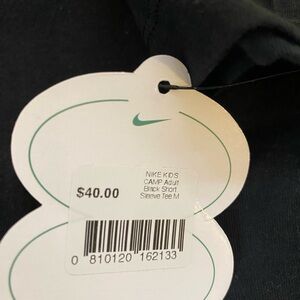 NIKE KIDS
CAMP Adult
Black Short
Sleeve Tee M
$40.00
0 810120 162133